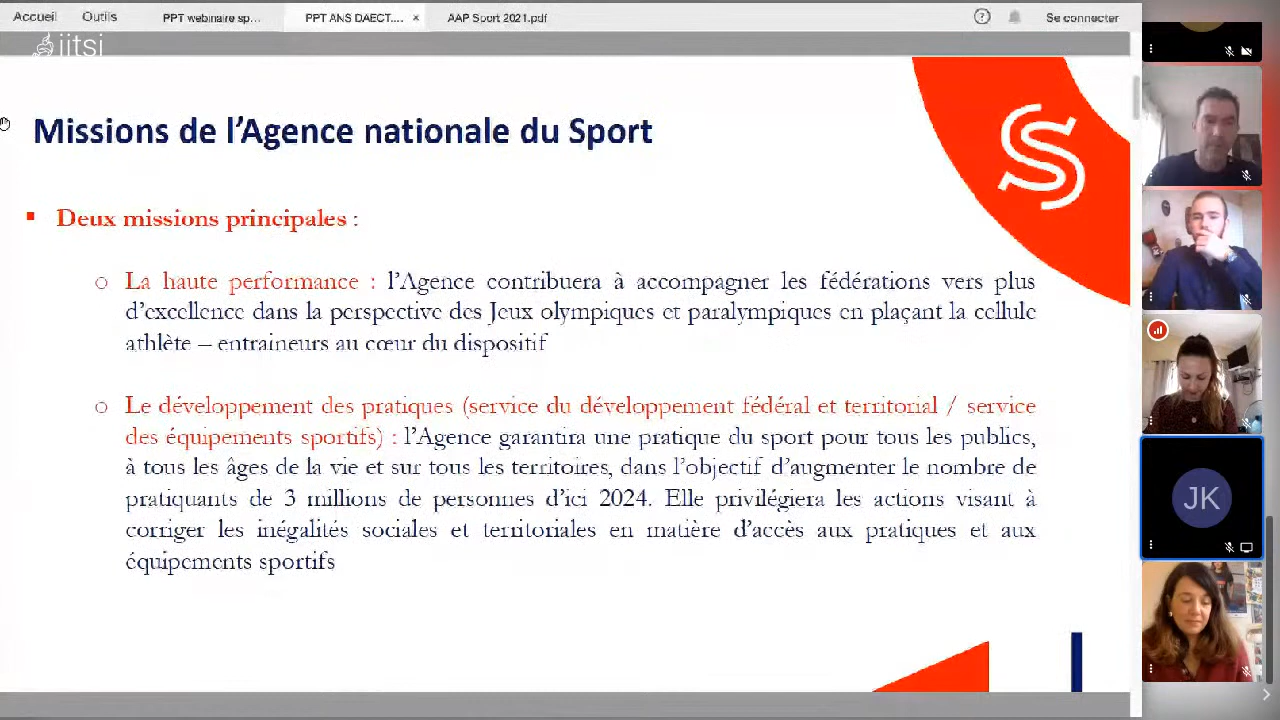 Accueil Outils PPT webinaire sp... PPT ANS DAECT.... × AAP Sport 2021.pdf ? Se connecter
jitsi
Missions de l’Agence nationale du Sport
S
▪ Deux missions principales :
o La haute performance : l’Agence contribuera à accompagner les fédérations vers plus
d’excellence dans la perspective des Jeux olympiques et paralympiques en plaçant la cellule
athlète – entraineurs au cœur du dispositif
o Le développement des pratiques (service du développement fédéral et territorial / service
des équipements sportifs) : l’Agence garantira une pratique du sport pour tous les publics,
à tous les âges de la vie et sur tous les territoires, dans l’objectif d’augmenter le nombre de
pratiquants de 3 millions de personnes d’ici 2024. Elle privilégiera les actions visant à
corriger les inégalités sociales et territoriales en matière d’accès aux pratiques et aux
équipements sportifs
JK